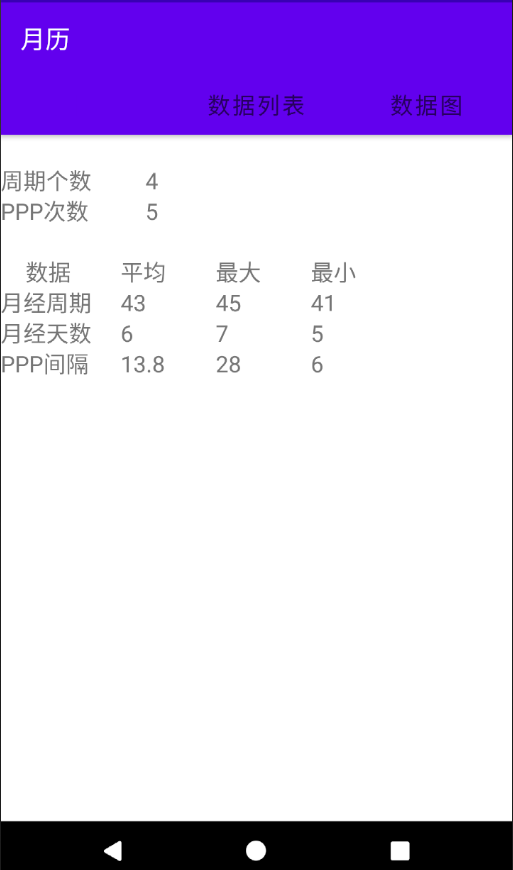 月历
数据列表 数据图
周期个数 4
PPP次数 5
数据 平均 最大 最小
月经周期 43 45 41
月经天数 6 7 5
PPP间隔 13.8 28 6